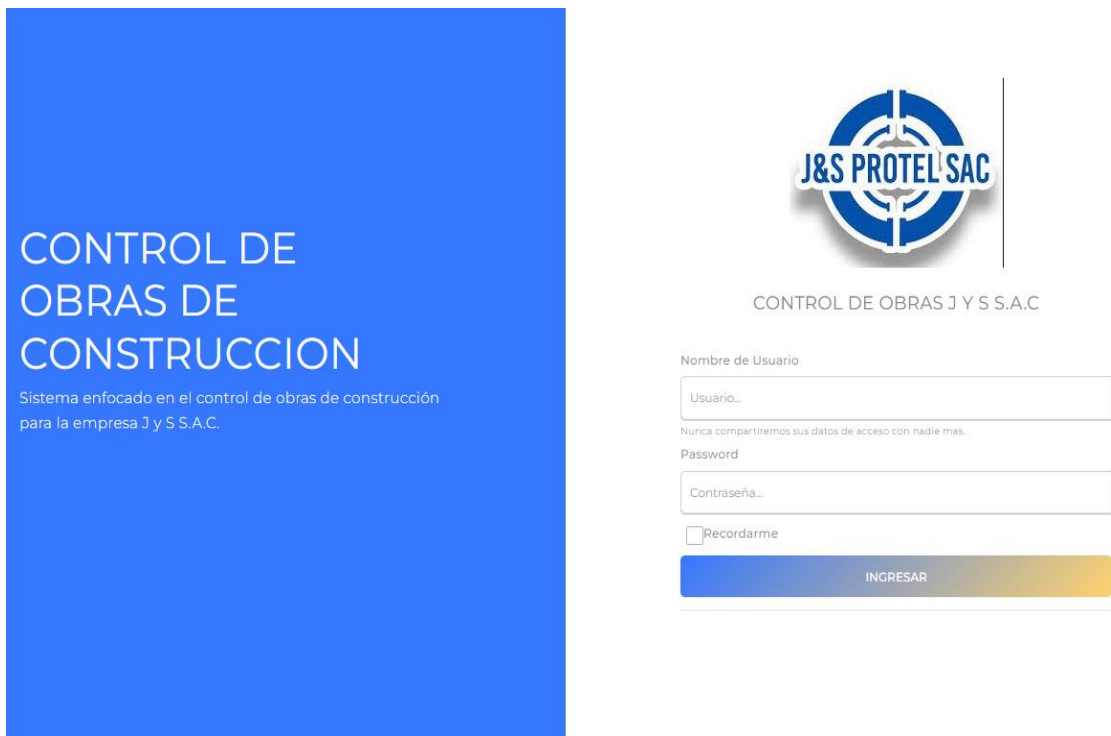 CONTROL DE
OBRAS DE
CONSTRUCCION
Sistema enfocado en el control de obras de construcción
para la empresa J y S S.A.C.
J&S PROTEL SAC
CONTROL DE OBRAS J Y S S.A.C
Nombre de Usuario
Usuario...
Nunca compartiremos sus datos de acceso con nadie mas.
Password
Contraseña...
Recordarme
INGRESAR